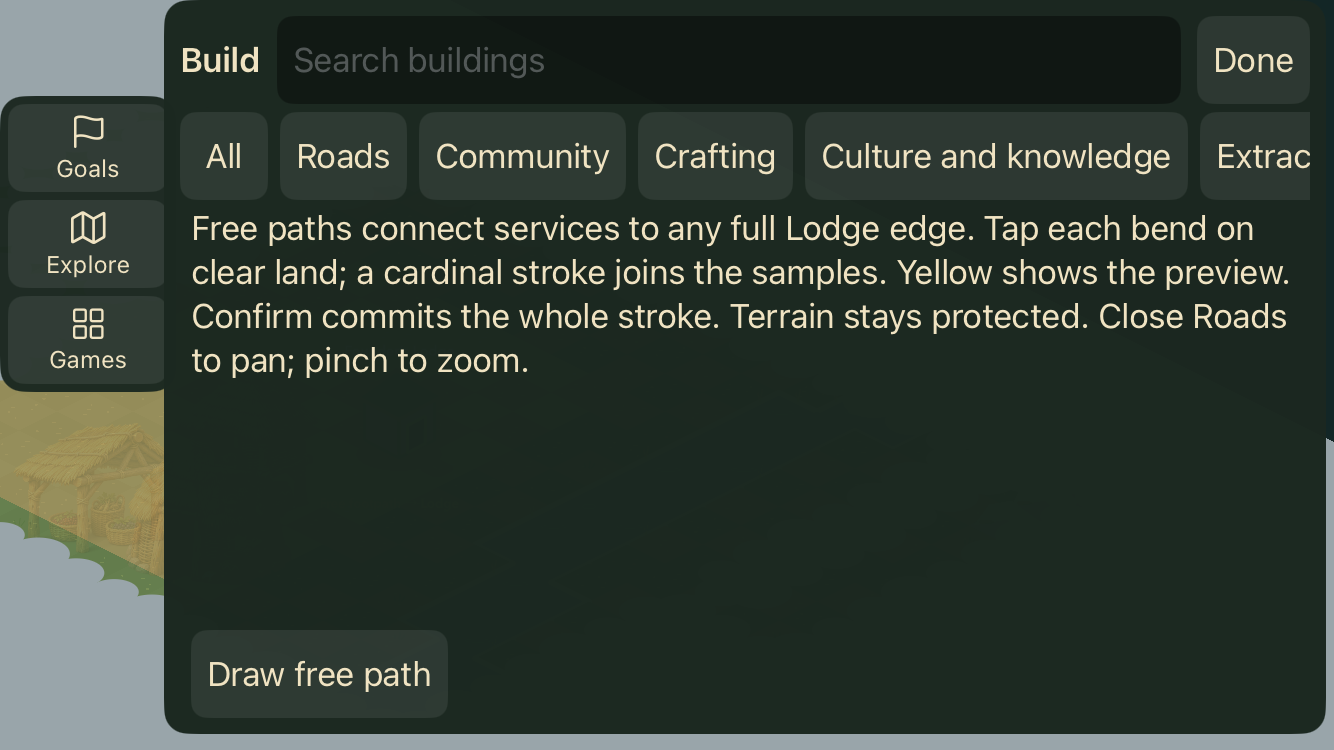 Build
Search buildings
Done
Goals
Explore
Games
All
Roads
Community
Crafting
Culture and knowledge
Extrac
Free paths connect services to any full Lodge edge. Tap each bend on
clear land; a cardinal stroke joins the samples. Yellow shows the preview.
Confirm commits the whole stroke. Terrain stays protected. Close Roads
to pan; pinch to zoom.
Draw free path